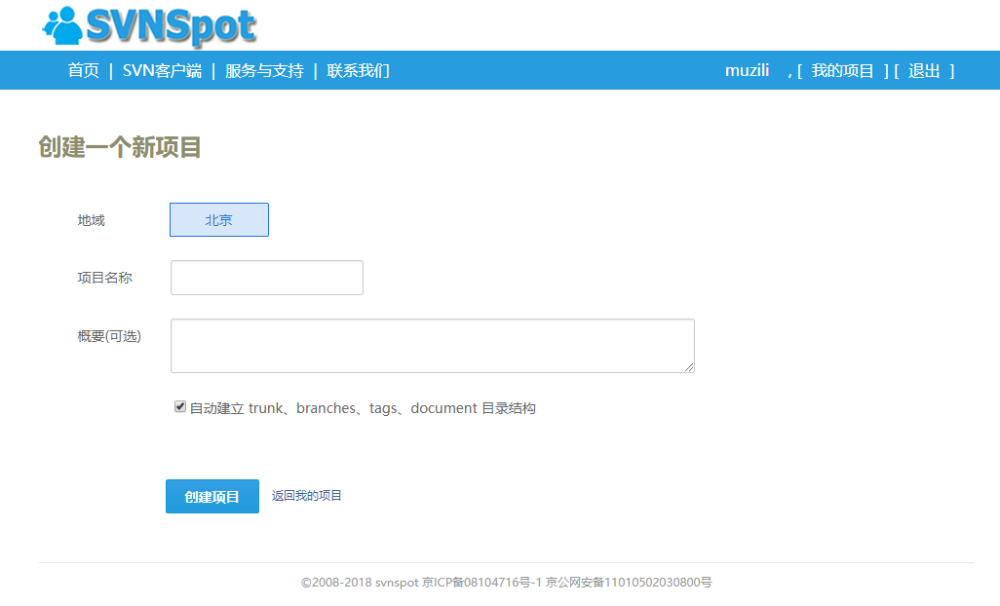 SVNSpot
首页 | SVN客户端 | 服务与支持 | 联系我们 muzili , [ 我的项目 ] [ 退出 ]
创建一个新项目
地域 北京
项目名称
概要(可选)
自动建立 trunk、branches、tags、document 目录结构
创建项目 返回我的项目
©2008-2018 svnspot 京ICP备08104716号-1 京公网安备11010502030800号